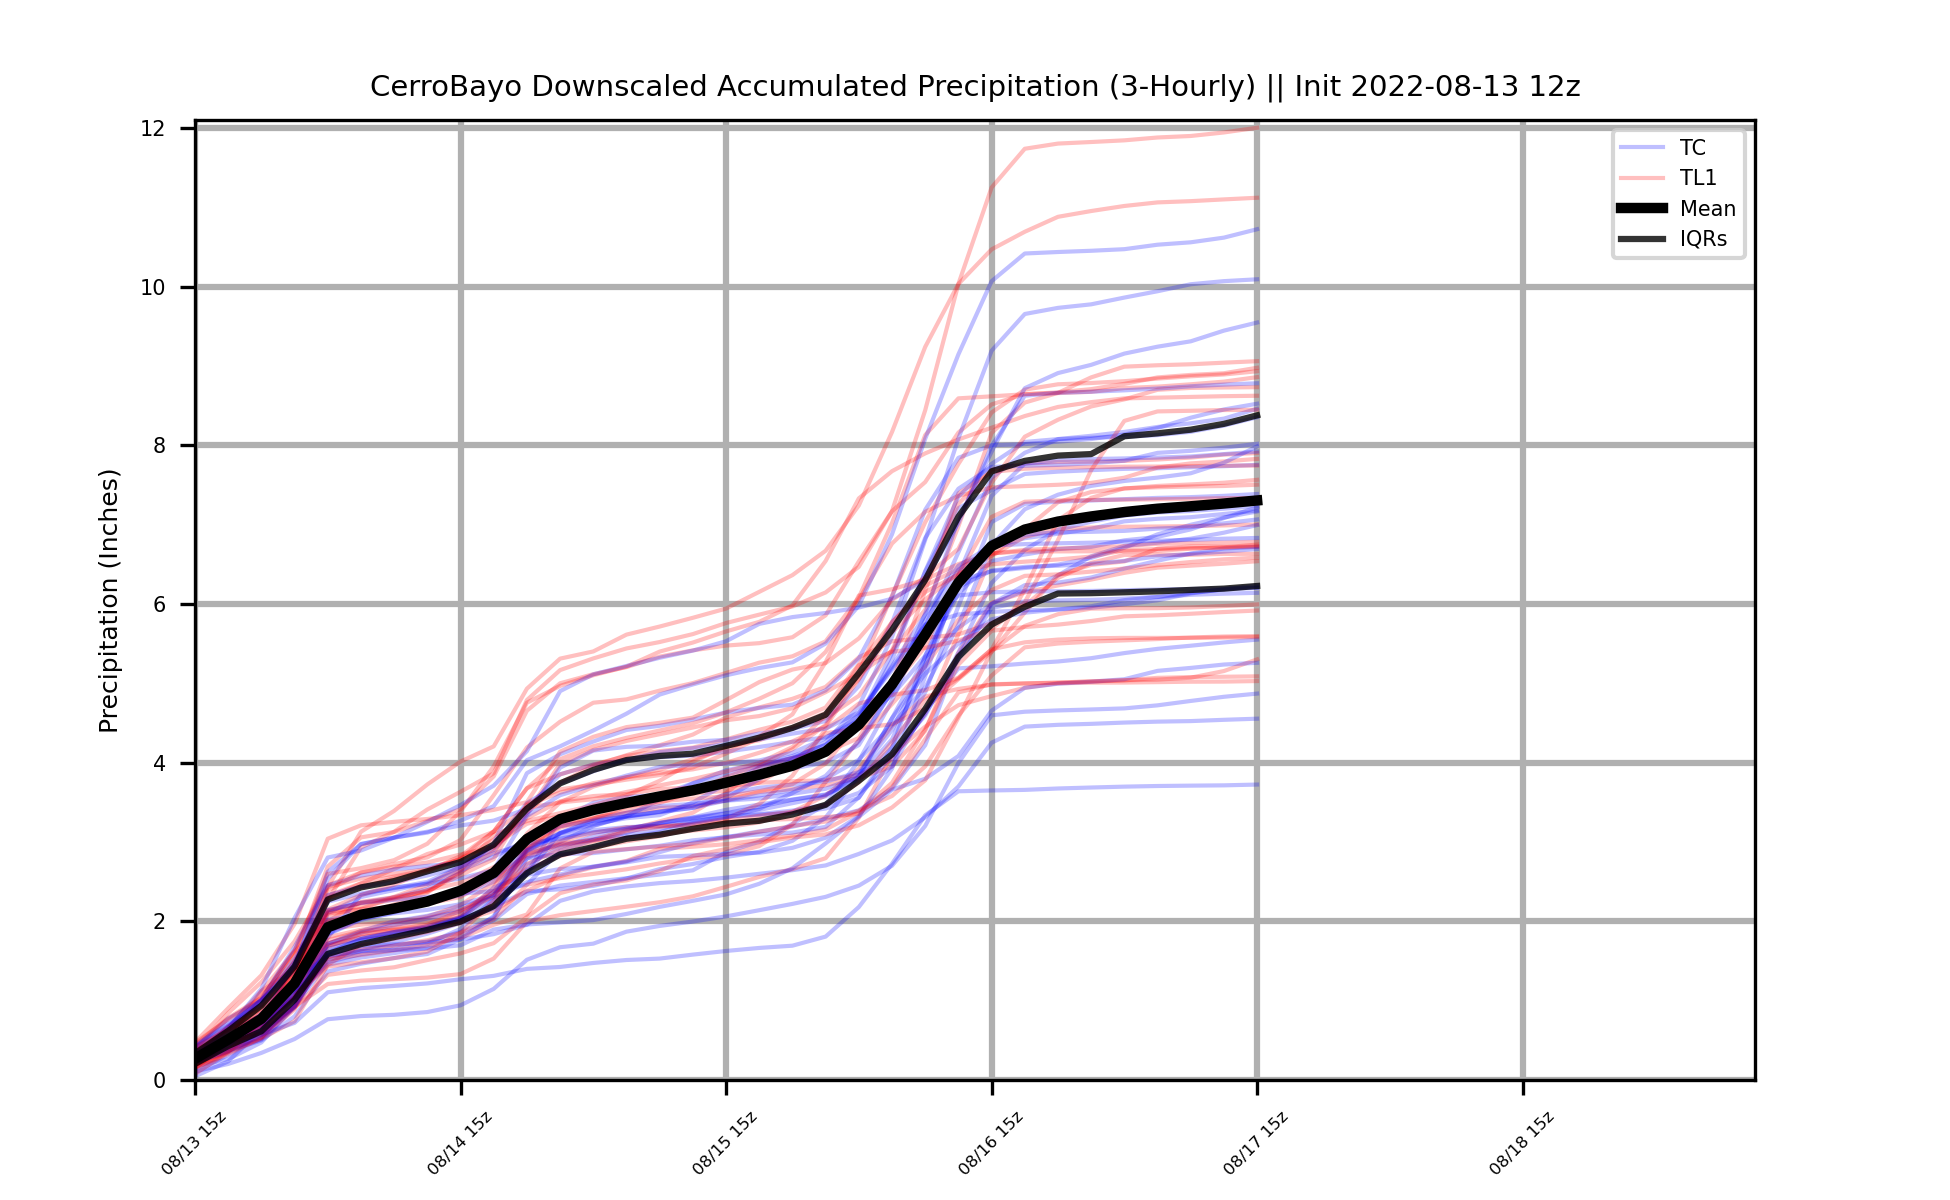 CerroBayo Downscaled Accumulated Precipitation (3-Hourly) || Init 2022-08-13 12z
12
10
8
6
4
2
0
Precipitation (Inches)
TC
TL1
Mean
IQRs
08/13 15z
08/14 15z
08/15 15z
08/16 15z
08/17 15z
08/18 15z